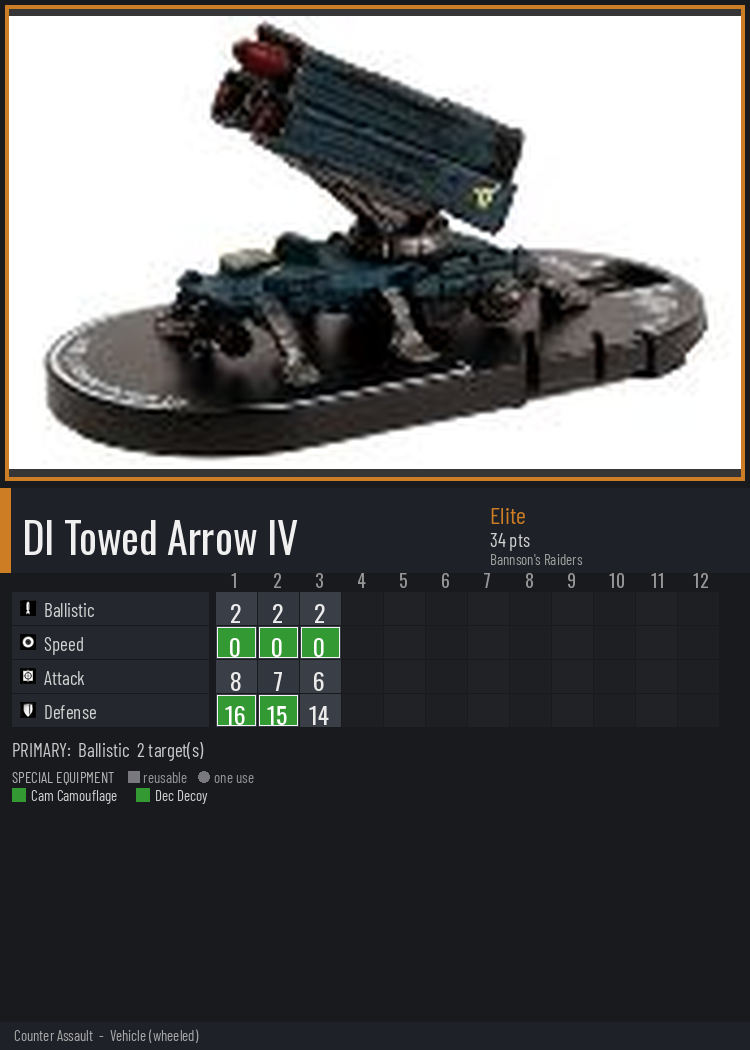 DI Towed Arrow IV
Elite
34 pts
Bannson's Raiders
1 2 3 4 5 6 7 8 9 10 11 12
Ballistic 2 2 2
Speed 0 0 0
Attack 8 7 6
Defense 16 15 14
PRIMARY: Ballistic 2 target(s)
SPECIAL EQUIPMENT reusable one use
Cam Camouflage Dec Decoy
Counter Assault - Vehicle (wheeled)